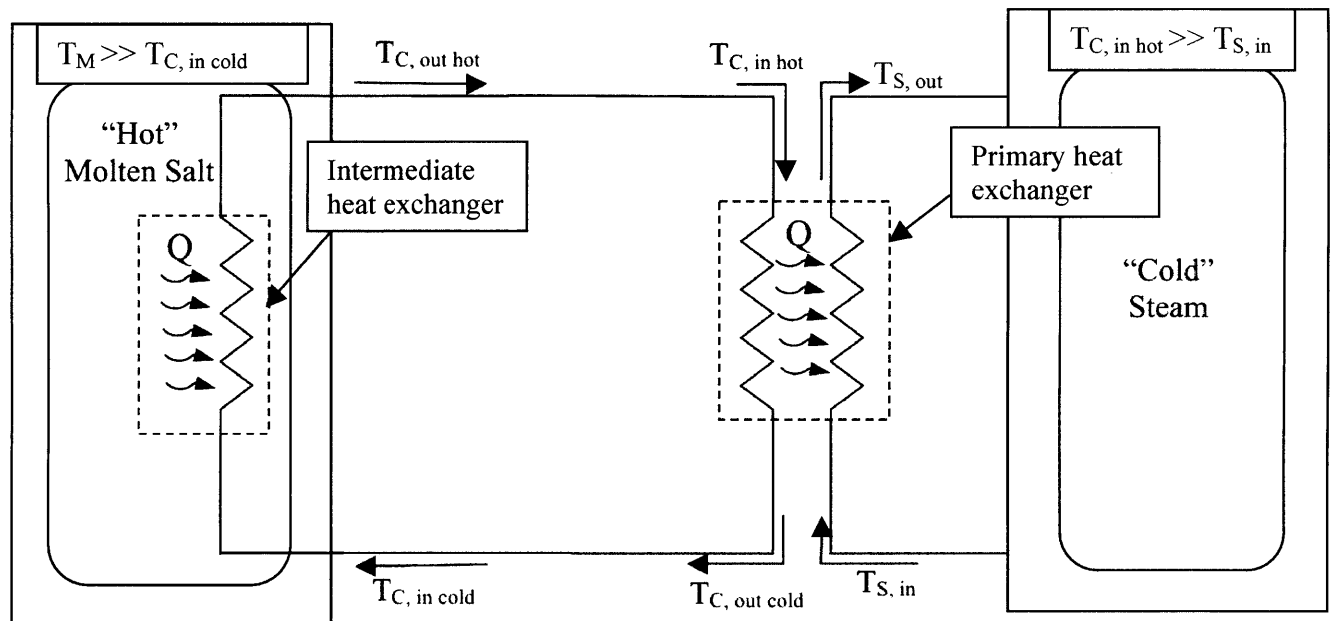 T_M >> T_C, in cold
T_C, out hot
T_C, in hot
T_S, out
T_C, in hot >> T_S, in
“Hot”
Molten Salt
Intermediate
heat exchanger
Primary heat
exchanger
Q
Q
“Cold”
Steam
T_C, in cold
T_C, out cold
T_S, in